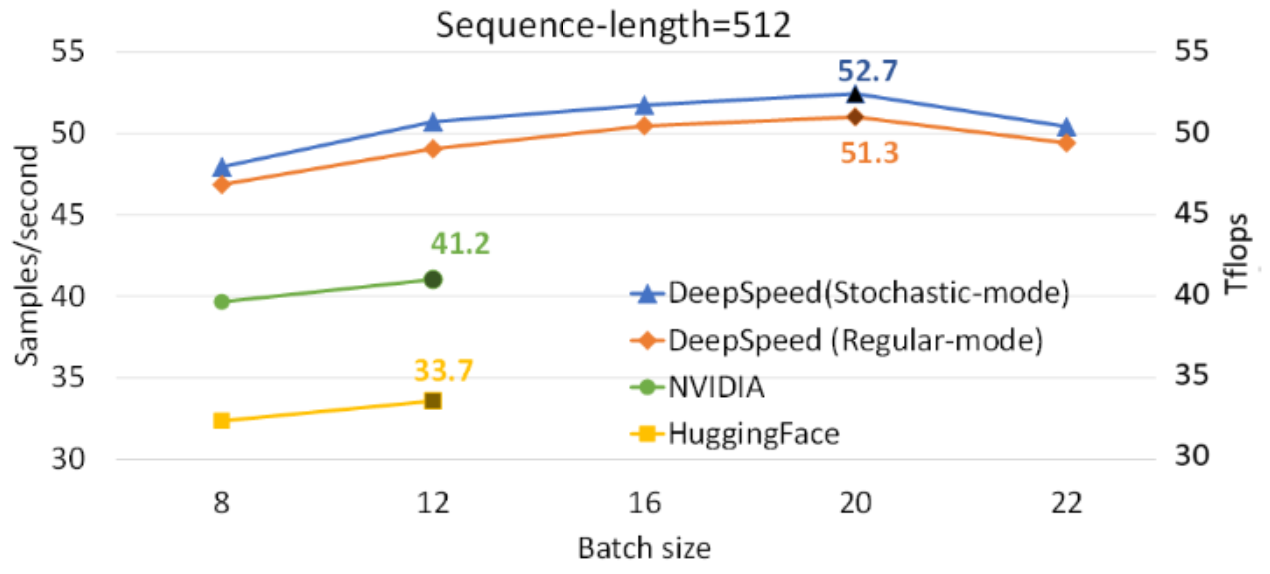 Sequence-length=512
55
50
45
40
35
30
Samples/second
52.7
51.3
41.2
33.7
DeepSpeed(Stochastic-mode)
DeepSpeed (Regular-mode)
NVIDIA
HuggingFace
55
50
45
40
35
30
Tflops
8 12 16 20 22
Batch size